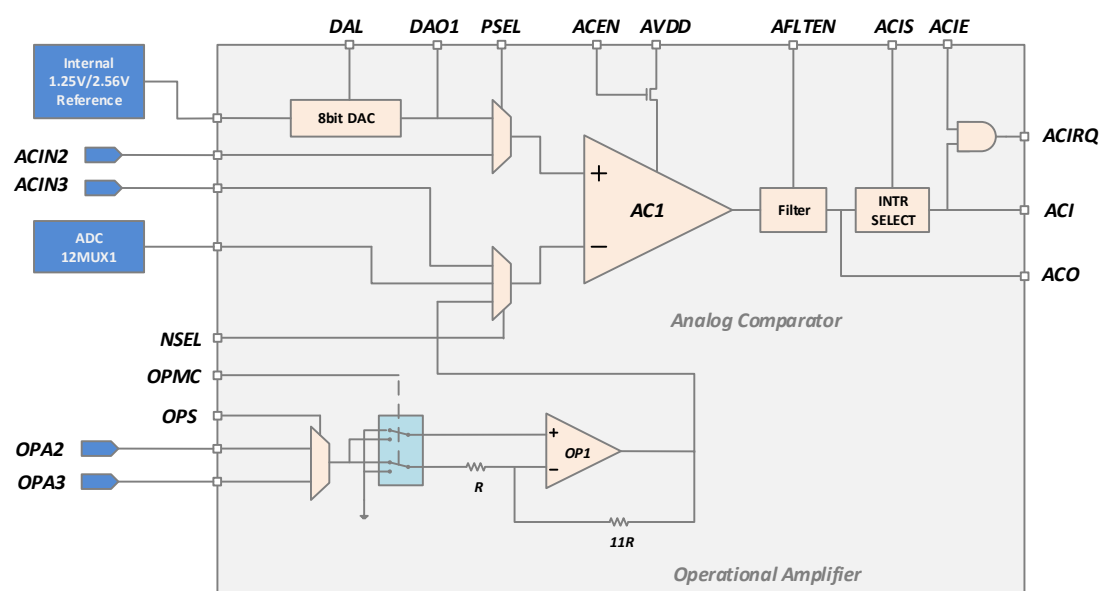 DAL
DAO1
PSEL
ACEN
AVDD
AFLTEN
ACIS
ACIE
Internal
1.25V/2.56V
Reference
8bit DAC
ACIN2
ACIN3
ADC
12MUX1
+
−
AC1
Filter
INTR
SELECT
ACIRQ
ACI
ACO
Analog Comparator
NSEL
OPMC
OPS
OPA2
OPA3
R
+
−
OP1
11R
Operational Amplifier